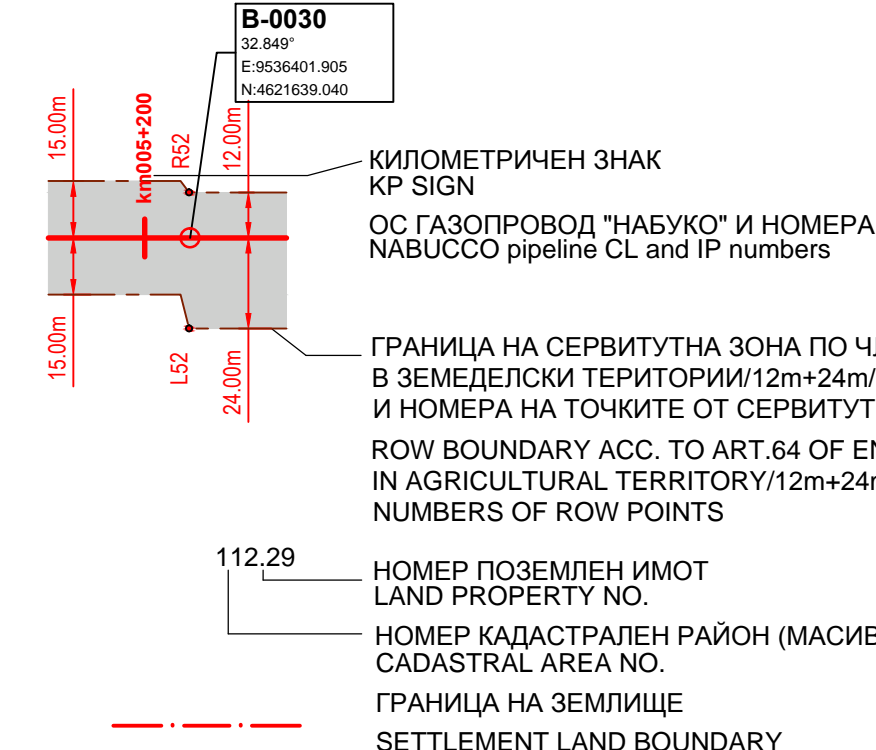 B-0030
32.849°
E:9536401.905
N:4621639.040
15.00m
km005+200
R52
12.00m
15.00m
L52
24.00m
КИЛОМЕТРИЧЕН ЗНАК
KP SIGN
ОС ГАЗОПРОВОД "НАБУКО" И НОМЕРА
NABUCCO pipeline CL and IP numbers
ГРАНИЦА НА СЕРВИТУТНА ЗОНА ПО
В ЗЕМЕДЕЛСКИ ТЕРИТОРИИ/12m+24m/
И НОМЕРА НА ТОЧКИТЕ ОТ СЕРВИТУТ
ROW BOUNDARY ACC. TO ART.64 OF
IN AGRICULTURAL TERRITORY/12m+24
NUMBERS OF ROW POINTS
112.29
НОМЕР ПОЗЕМЛЕН ИМОТ
LAND PROPERTY NO.
НОМЕР КАДАСТРАЛЕН РАЙОН (МАСИВ
CADASTRAL AREA NO.
ГРАНИЦА НА ЗЕМЛИЩЕ
SETTLEMENT LAND BOUNDARY